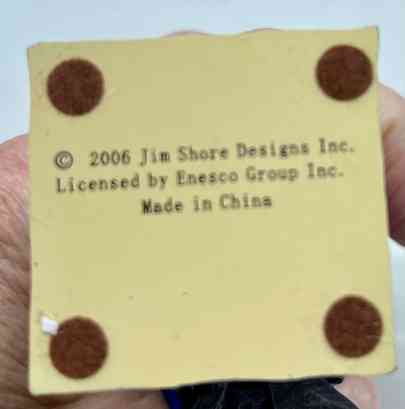 © 2006 Jim Shore Designs Inc.
Licensed by Enesco Group Inc.
Made in China